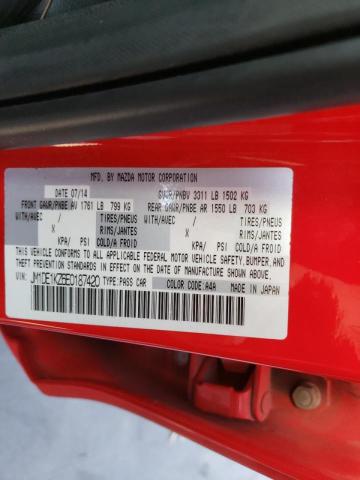 MFD. BY MAZDA MOTOR CORPORATION
DATE 07/14 GVWR/PNBV 3311 LB 1502 KG
FRONT GAWR/PNBE AV 1761 LB 799 KG REAR GAWR/PNBE AR 1550 LB 703 KG
WITH/AVEC TIRES/PNEUS WITH/AVEC TIRES/PNEUS
X RIMS/JANTES X RIMS/JANTES
KPA/ PSI COLD/A FROID KPA/ PSI COLD/A FROID
THIS VEHICLE CONFORMS TO ALL APPLICABLE FEDERAL MOTOR VEHICLE SAFETY, BUMPER, AND
THEFT PREVENTION STANDARDS IN EFFECT ON THE DATE OF MANUFACTURE SHOWN ABOVE.
VIN: JM1DE1KZ6E0187420 TYPE:PASS CAR COLOR CODE: A4A MADE IN JAPAN